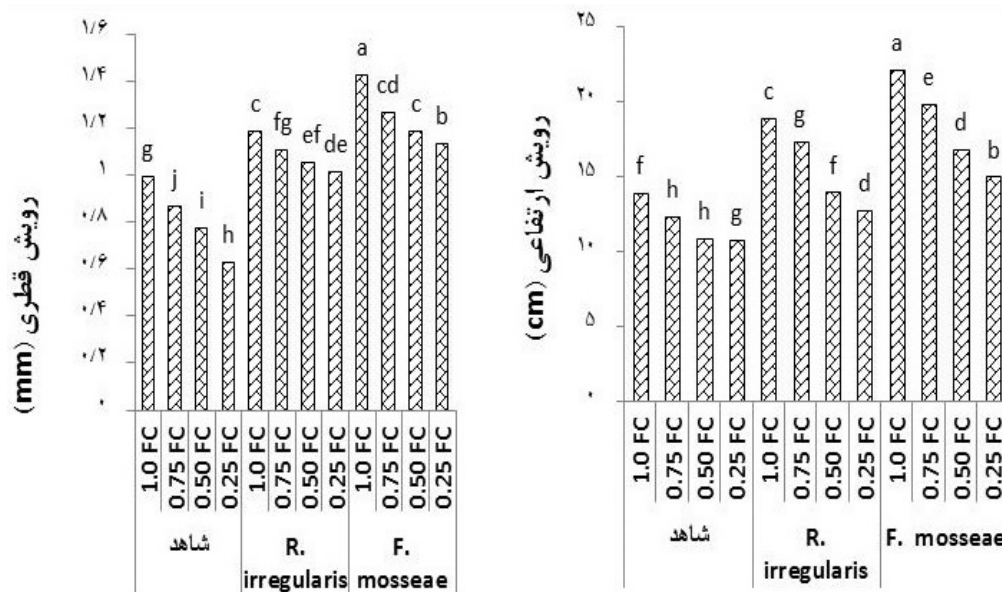 رویش قطری (mm)
۱/۶
۱/۴
۱/۲
۱
۰/۸
۰/۶
۰/۴
۰/۲
۰
g
j
i
h
c
fg
ef
de
a
cd
c
b
1.0 FC
0.75 FC
0.50 FC
0.25 FC
1.0 FC
0.75 FC
0.50 FC
0.25 FC
1.0 FC
0.75 FC
0.50 FC
0.25 FC
شاهد
R.
irregularis
F.
mosseae
رویش ارتفاعی (cm)
۲۵
۲۰
۱۵
۱۰
۵
۰
f
h
h
g
c
g
f
d
a
e
d
b
1.0 FC
0.75 FC
0.50 FC
0.25 FC
1.0 FC
0.75 FC
0.50 FC
0.25 FC
1.0 FC
0.75 FC
0.50 FC
0.25 FC
شاهد
R.
irregularis
F. mosseae